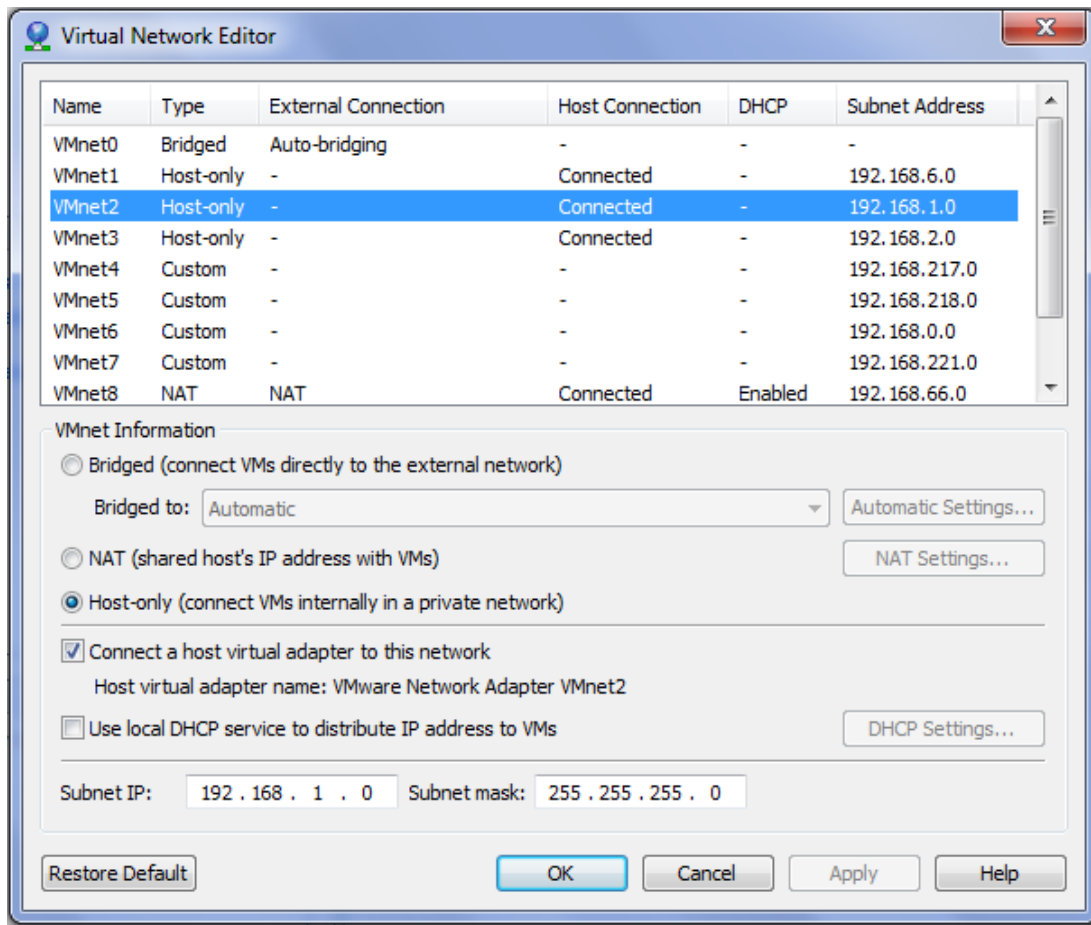 Virtual Network Editor
Name Type External Connection Host Connection DHCP Subnet Address
VMnet0 Bridged Auto-bridging - - -
VMnet1 Host-only - Connected - 192.168.6.0
VMnet2 Host-only - Connected - 192.168.1.0
VMnet3 Host-only - Connected - 192.168.2.0
VMnet4 Custom - - - 192.168.217.0
VMnet5 Custom - - - 192.168.218.0
VMnet6 Custom - - - 192.168.0.0
VMnet7 Custom - - - 192.168.221.0
VMnet8 NAT NAT Connected Enabled 192.168.66.0
VMnet Information
Bridged (connect VMs directly to the external network)
Bridged to: Automatic Automatic Settings...
NAT (shared host's IP address with VMs) NAT Settings...
Host-only (connect VMs internally in a private network)
Connect a host virtual adapter to this network
Host virtual adapter name: VMware Network Adapter VMnet2
Use local DHCP service to distribute IP address to VMs DHCP Settings...
Subnet IP: 192 . 168 . 1 . 0 Subnet mask: 255 . 255 . 255 . 0
Restore Default OK Cancel Apply Help